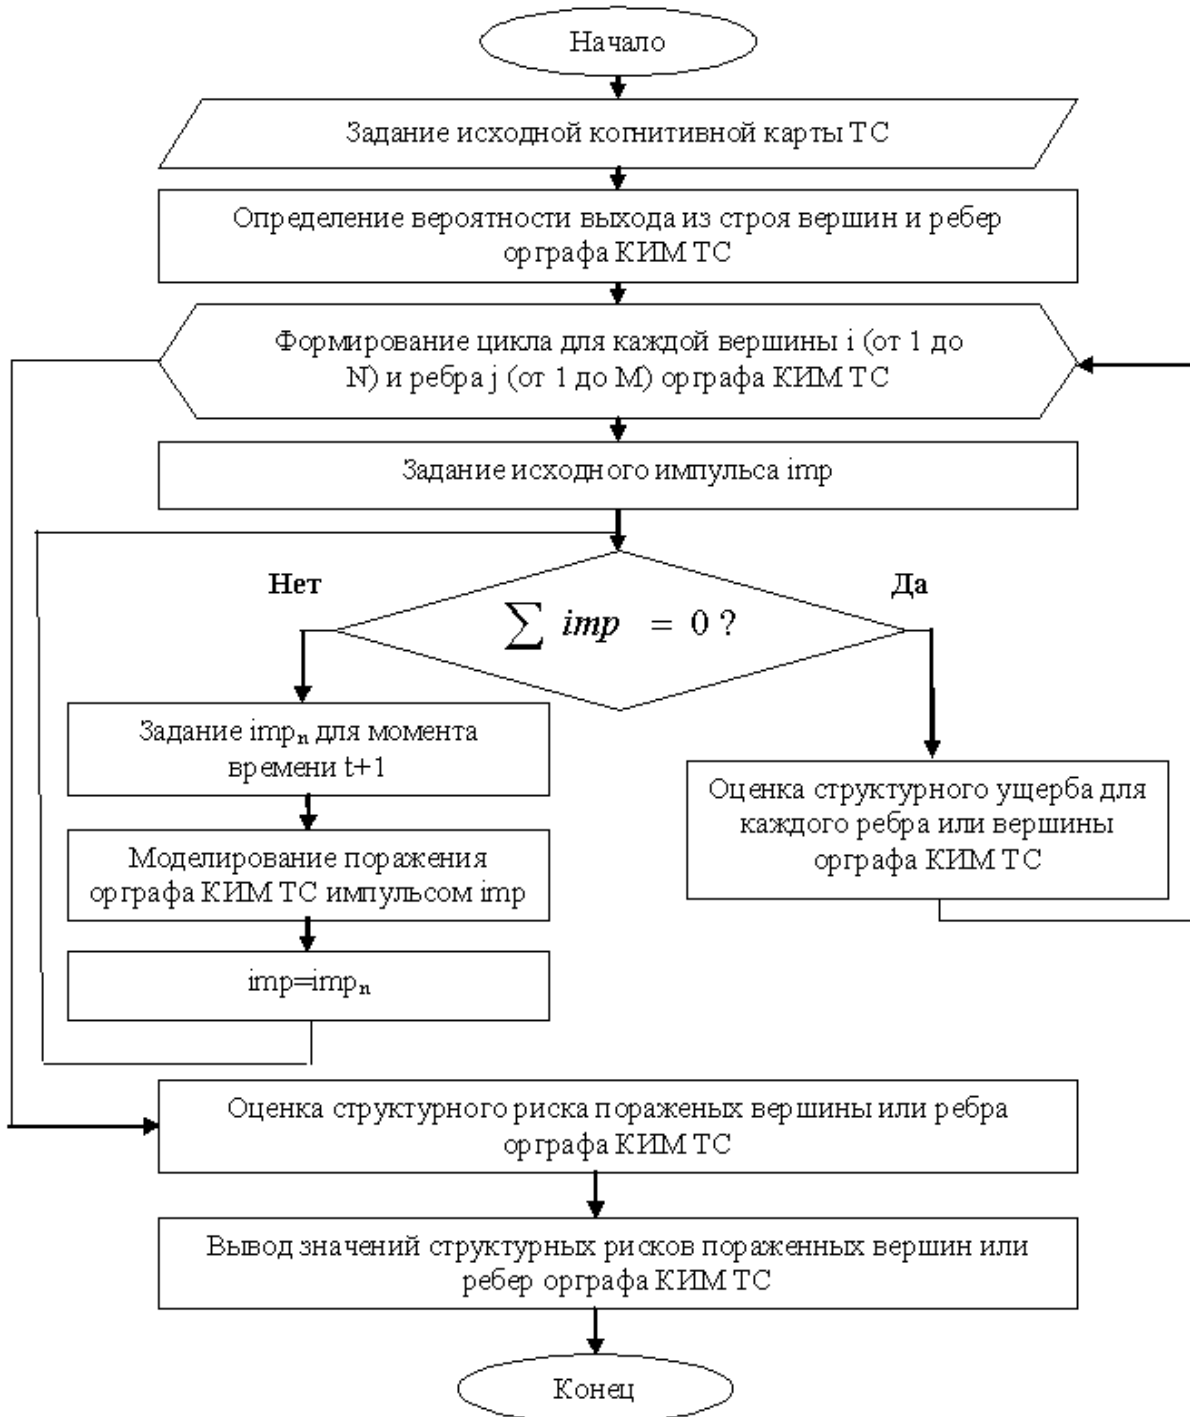 Начало
Задание исходной когнитивной карты ТС
Определение вероятности выхода из строя вершин и ребер
орграфа КИМ ТС
Формирование цикла для каждой вершины i (от 1 до
N) и ребра j (от 1 до M) орграфа КИМ ТС
Задание исходного импульса imp
Нет
Да
∑ imp = 0 ?
Задание impₙ для момента
времени t+1
Моделирование поражения
орграфа КИМ ТС импульсом imp
imp=impₙ
Оценка структурного ущерба для
каждого ребра или вершины
орграфа КИМ ТС
Оценка структурного риска пораженых вершины или ребра
орграфа КИМ ТС
Вывод значений структурных рисков пораженных вершин или
ребер орграфа КИМ ТС
Конец